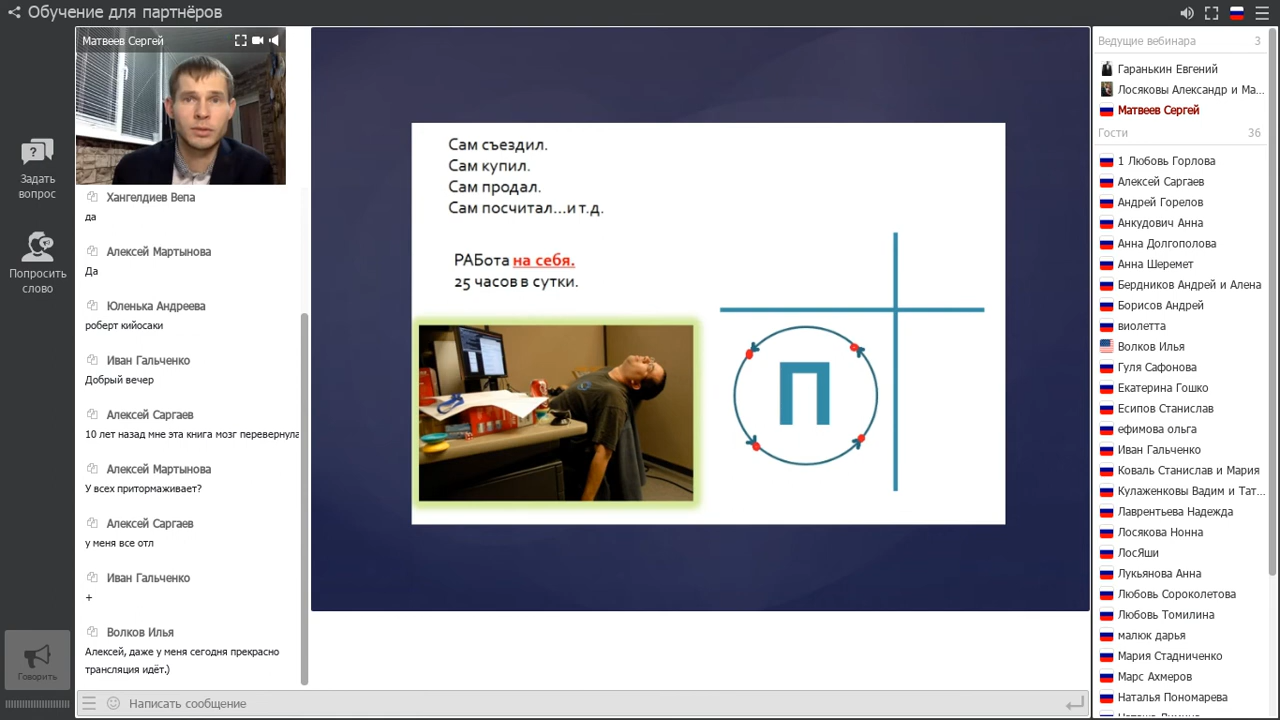 Обучение для партнёров
Матвеев Сергей
Задать
вопрос
Попросить
слово
Говорить
Хангелдиев Вепа
да
Алексей Мартынова
Да
Юленька Андреева
роберт кийосаки
Иван Гальченко
Добрый вечер
Алексей Саргаев
10 лет назад мне эта книга мозг перевернула
Алексей Мартынова
У всех притормаживает?
Алексей Саргаев
у меня все отл
Иван Гальченко
+
Волков Илья
Алексей, даже у меня сегодня прекрасно
трансляция идёт.)
Написать сообщение
Сам съездил.
Сам купил.
Сам продал.
Сам посчитал...и т.д.
РАБота на себя.
25 часов в сутки.
П
Ведущие вебинара 3
Гаранькин Евгений
Лосяковы Александр и Ма...
Матвеев Сергей
Гости 36
1 Любовь Горлова
Алексей Саргаев
Андрей Горелов
Анкудович Анна
Анна Долгополова
Анна Шеремет
Бердников Андрей и Алена
Борисов Андрей
виолетта
Волков Илья
Гуля Сафонова
Екатерина Гошко
Есипов Станислав
ефимова ольга
Иван Гальченко
Коваль Станислав и Мария
Кулаженковы Вадим и Тат...
Лаврентьева Надежда
Лосякова Нонна
ЛосЯши
Лукьянова Анна
Любовь Сороколетова
Любовь Томилина
малюк дарья
Мария Стадниченко
Марс Ахмеров
Наталья Пономарева